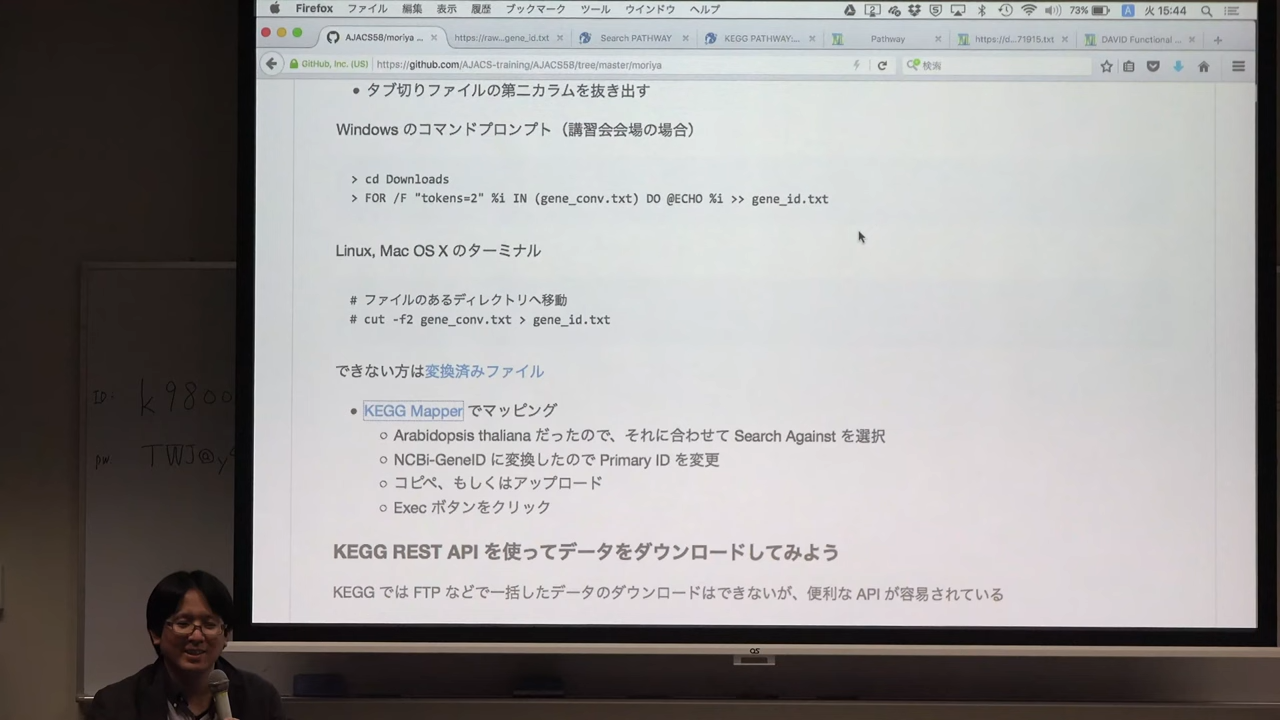 Firefox ファイル 編集 表示 履歴 ブックマーク ツール ウインドウ ヘルプ 73% 火 15:44
AJACS58/moriya ... https://raw...gene_id.txt Search PATHWAY KEGG PATHWAY:... Pathway https://d...71915.txt DAVID Functional ...
GitHub, Inc. (US) https://github.com/AJACS-training/AJACS58/tree/master/moriya 検索
• タブ切りファイルの第二カラムを抜き出す
Windows のコマンドプロンプト（講習会会場の場合）
> cd Downloads
> FOR /F "tokens=2" %i IN (gene_conv.txt) DO @ECHO %i >> gene_id.txt
Linux, Mac OS X のターミナル
# ファイルのあるディレクトリへ移動
# cut -f2 gene_conv.txt > gene_id.txt
できない方は変換済みファイル
• KEGG Mapper でマッピング
○ Arabidopsis thaliana だったので、それに合わせて Search Against を選択
○ NCBi-GeneID に変換したので Primary ID を変更
○ コピペ、もしくはアップロード
○ Exec ボタンをクリック
KEGG REST API を使ってデータをダウンロードしてみよう
KEGG では FTP などで一括したデータのダウンロードはできないが、便利な API が容易されている
ID: k9800
pw TWJ@y